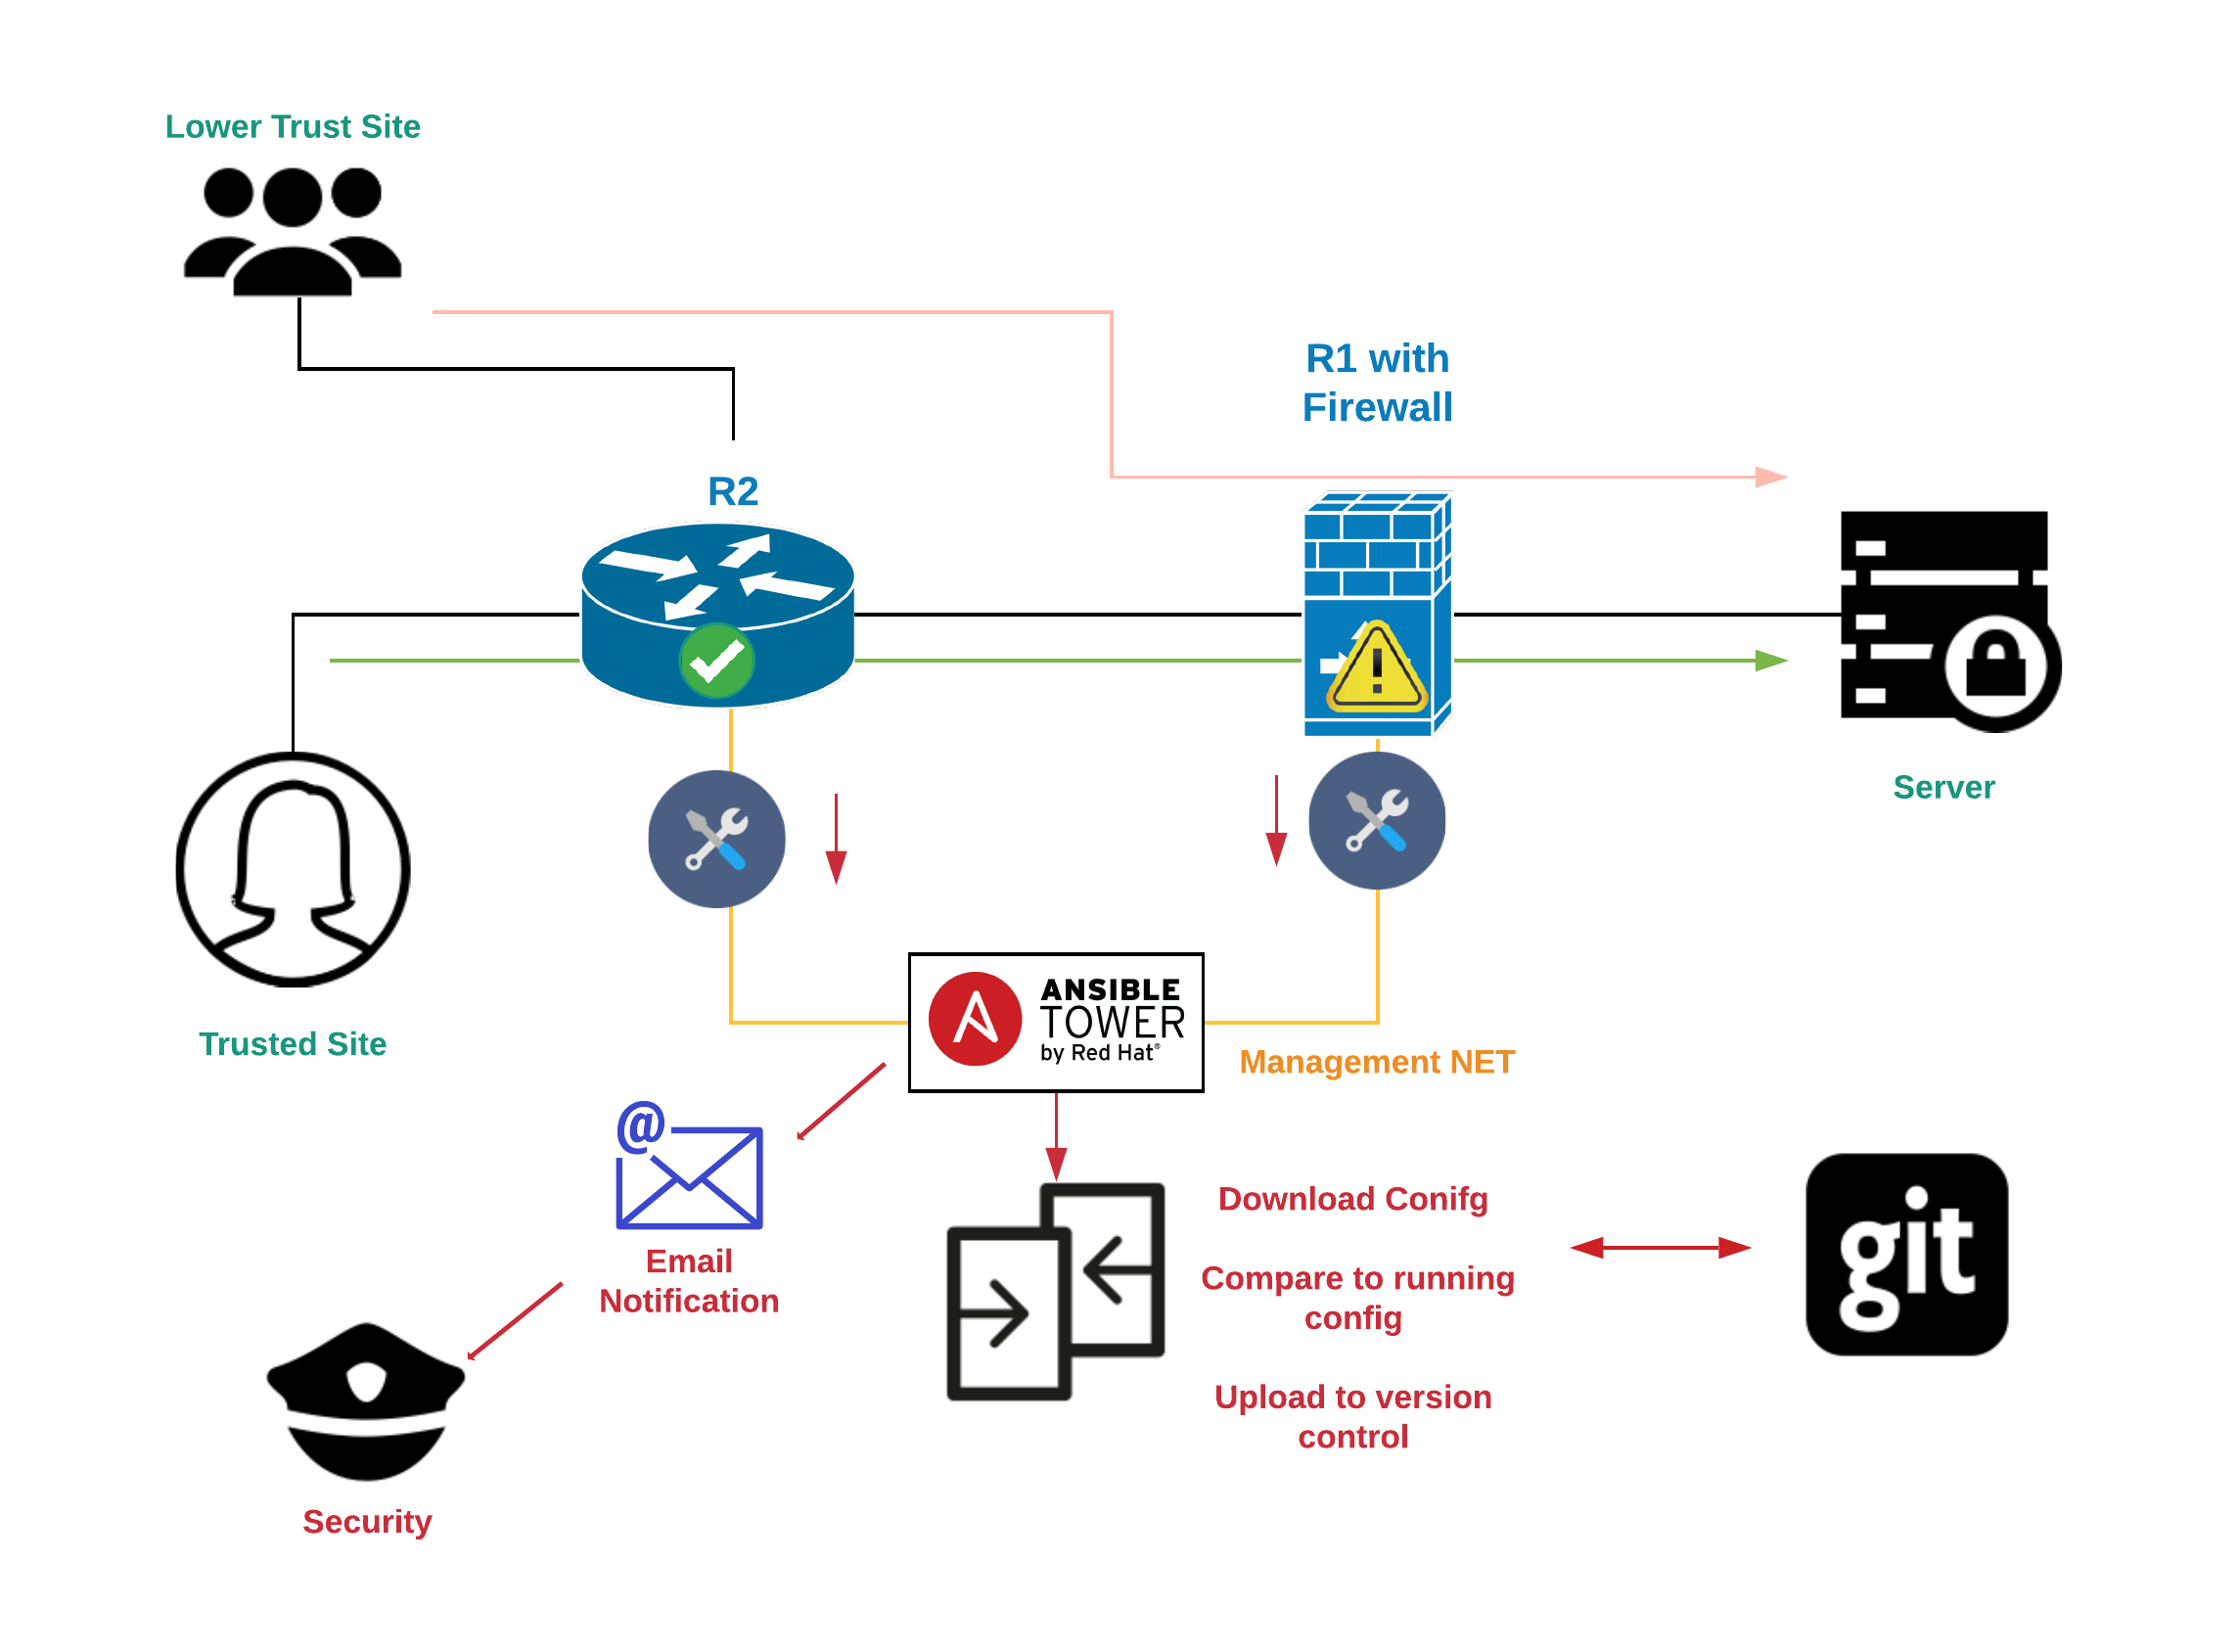 Lower Trust Site
R1 with
Firewall
R2
Server
ANSIBLE
TOWER
by Red Hat®
Trusted Site
Management NET
@
Download Conifg
git
Email
Notification
Compare to running
config
Upload to version
control
Security